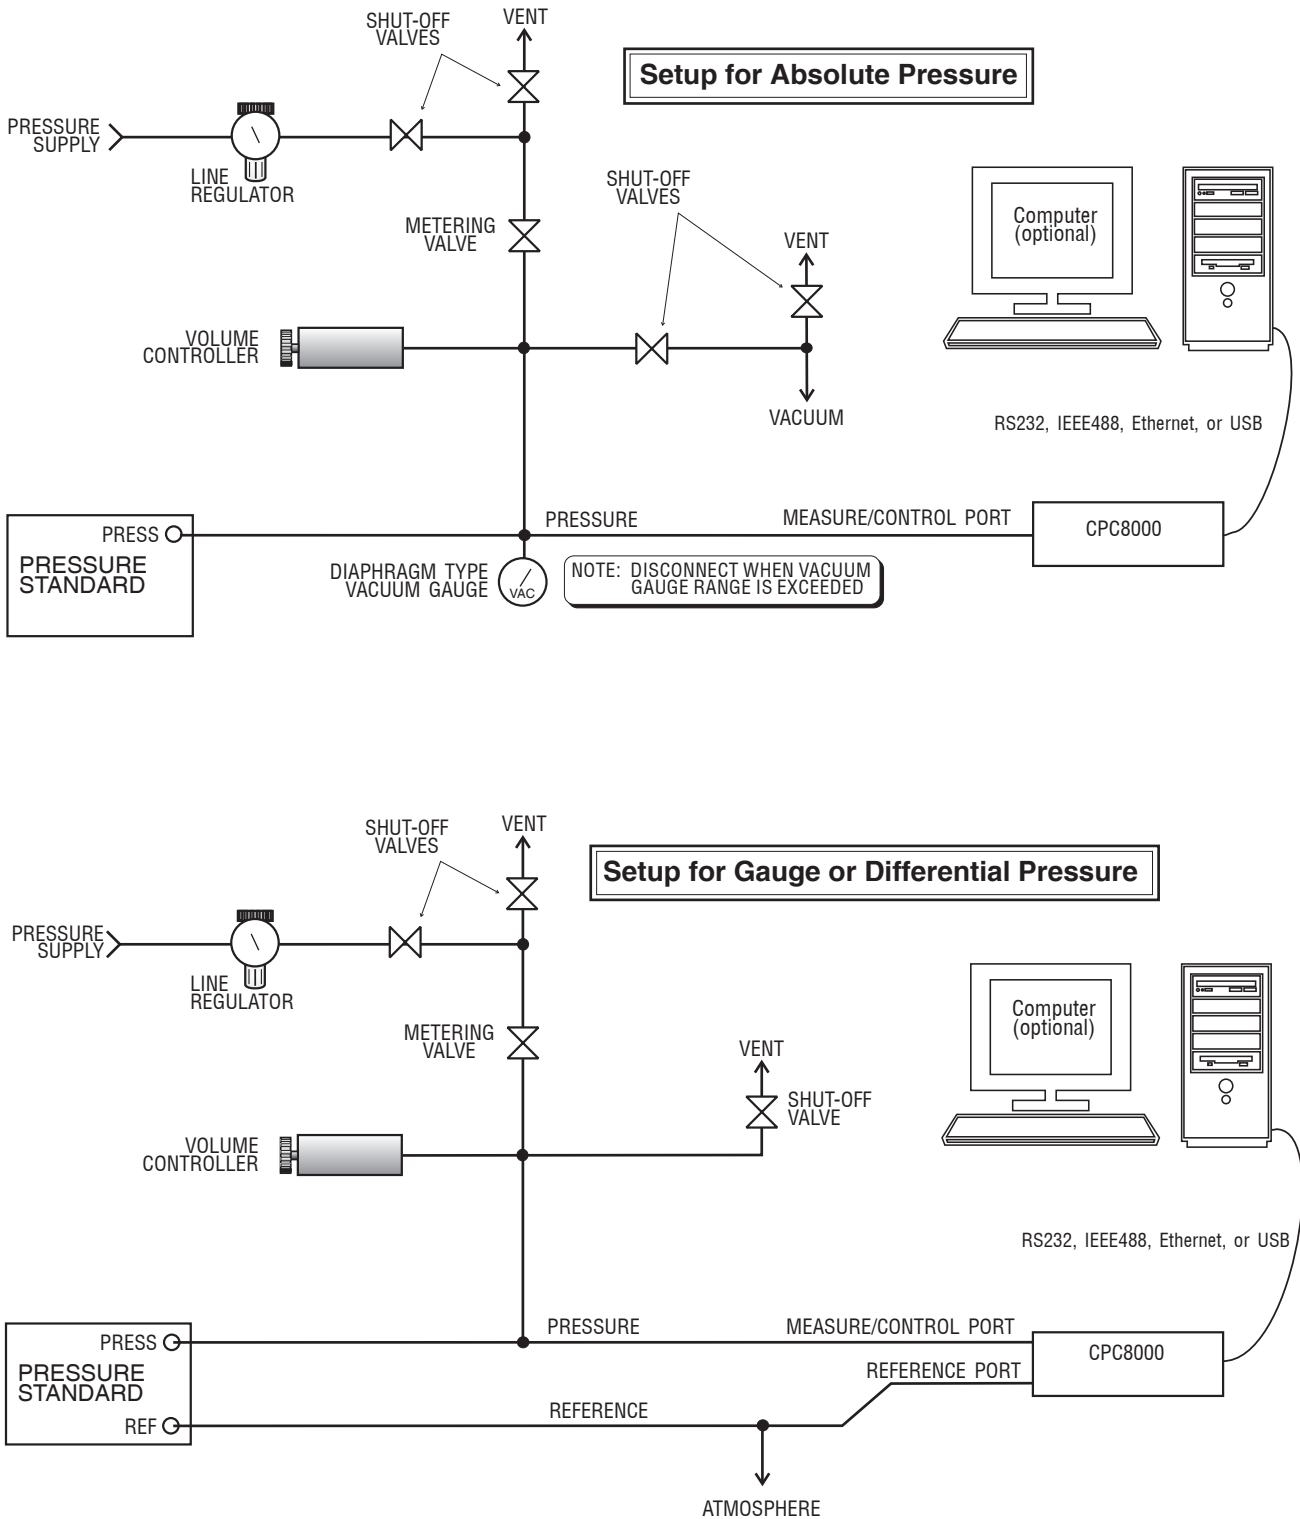 SHUT-OFF
VALVES
VENT
Setup for Absolute Pressure
PRESSURE
SUPPLY
LINE
REGULATOR
SHUT-OFF
VALVES
METERING
VALVE
VENT
Computer
(optional)
VOLUME
CONTROLLER
VACUUM
RS232, IEEE488, Ethernet, or USB
PRESS
PRESSURE
STANDARD
PRESSURE
MEASURE/CONTROL PORT
CPC8000
DIAPHRAGM TYPE
VACUUM GAUGE
VAC
NOTE: DISCONNECT WHEN VACUUM
GAUGE RANGE IS EXCEEDED
SHUT-OFF
VALVES
VENT
Setup for Gauge or Differential Pressure
PRESSURE
SUPPLY
LINE
REGULATOR
METERING
VALVE
VENT
SHUT-OFF
VALVE
Computer
(optional)
VOLUME
CONTROLLER
RS232, IEEE488, Ethernet, or USB
PRESS
PRESSURE
STANDARD
REF
PRESSURE
MEASURE/CONTROL PORT
REFERENCE PORT
CPC8000
REFERENCE
ATMOSPHERE